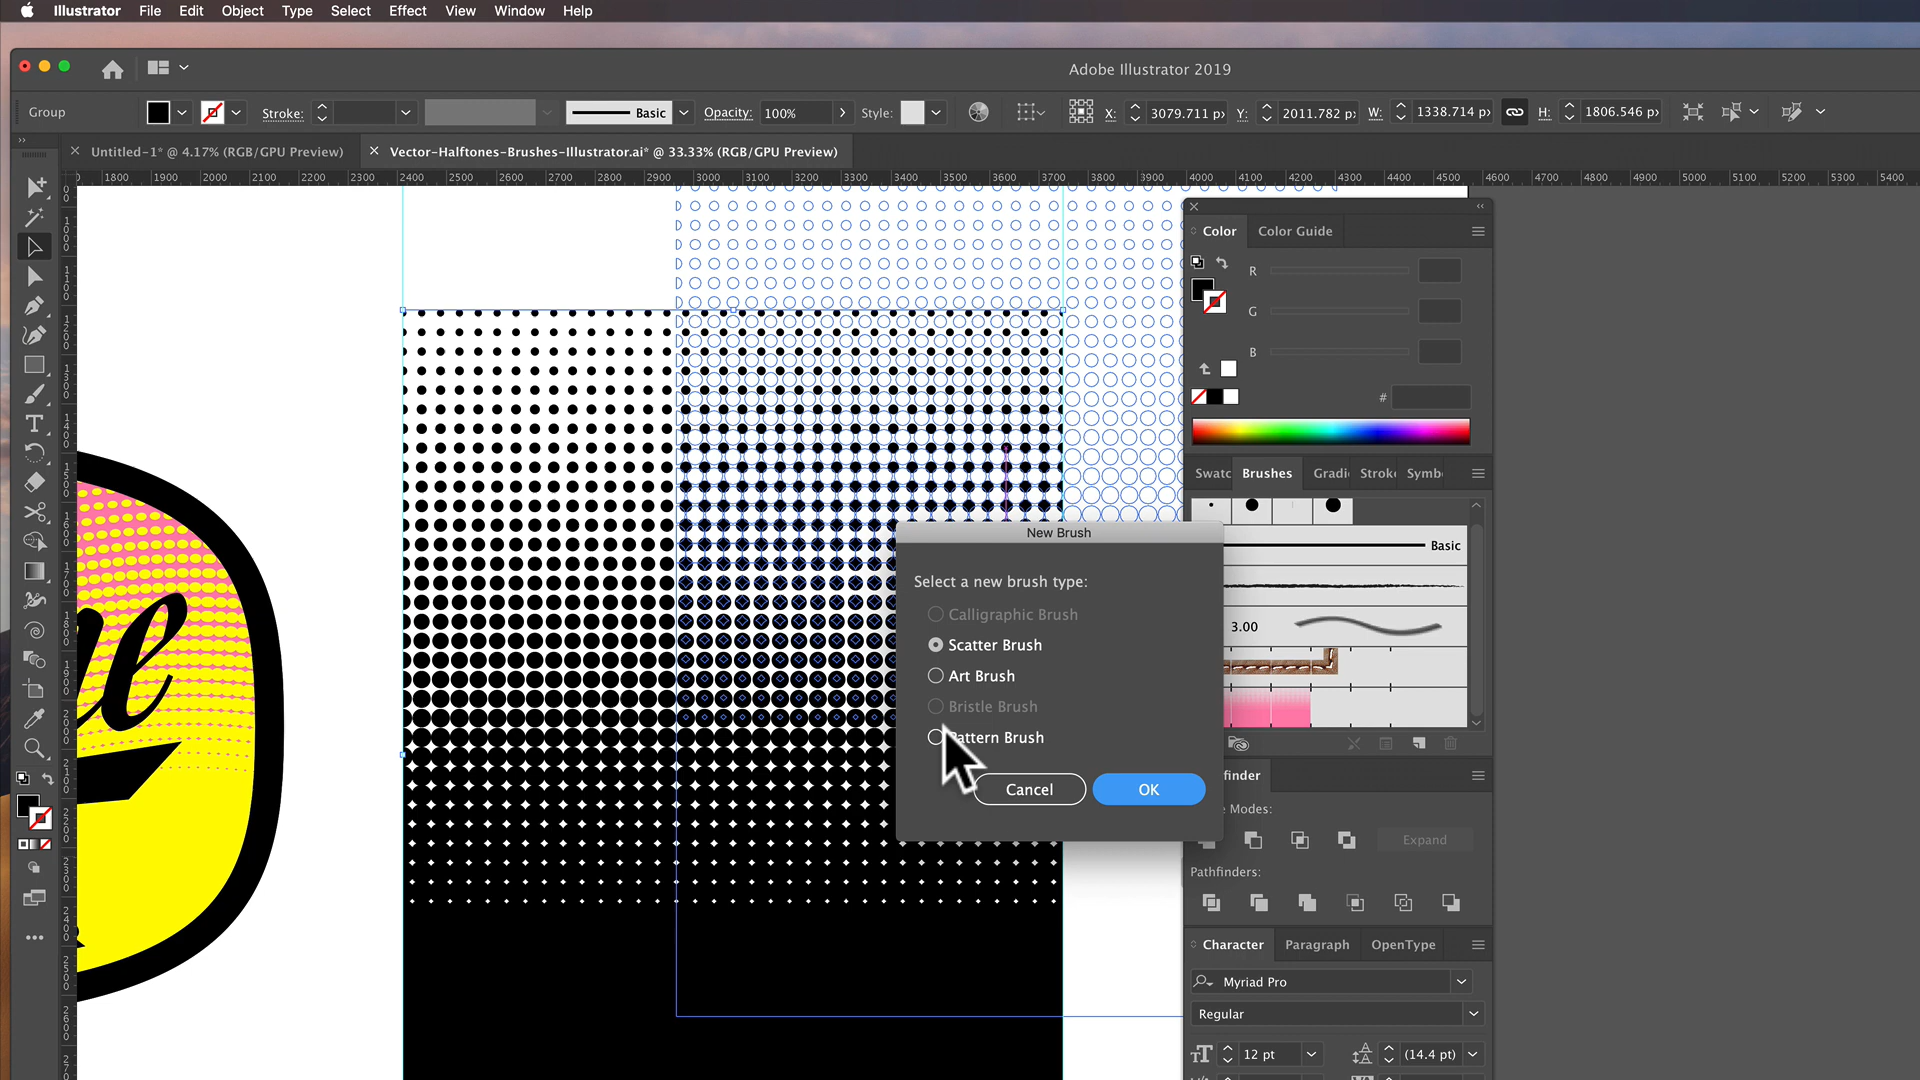 Illustrator File Edit Object Type Select Effect View Window Help
Adobe Illustrator 2019
Group Stroke: Basic Opacity: 100% Style: X: 3079.711 p Y: 2011.782 p W: 1338.714 p H: 1806.546 p
Untitled-1* @ 4.17% (RGB/GPU Preview) Vector-Halftones-Brushes-Illustrator.ai* @ 33.33% (RGB/GPU Preview)
1800 1900 2000 2100 2200 2300 2400 2500 2600 2700 2800 2900 3000 3100 3200 3300 3400 3500 3600 3700 3800 3900 4000 4100 4200 4300 4400 4500 4600 4700 4800 4900 5000 5100 5200 5300 5400
Color Color Guide
R
G
B
#
Swatc Brushes Gradi Stroke Symb
Basic
3.00
New Brush
Select a new brush type:
Calligraphic Brush
Scatter Brush
Art Brush
Bristle Brush
Pattern Brush
Cancel OK
finder
e Modes:
Expand
Pathfinders:
Character Paragraph OpenType
Myriad Pro
Regular
12 pt (14.4 pt)